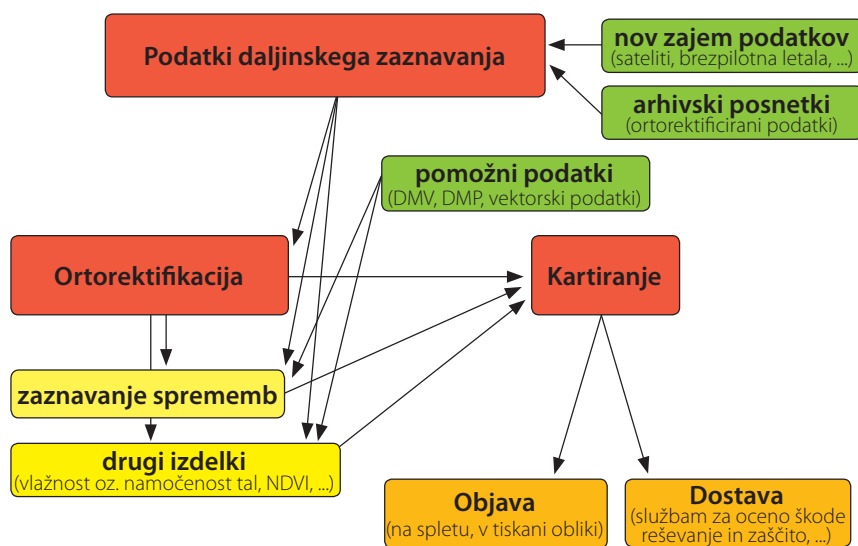 Podatki daljinskega zaznavanja
nov zajem podatkov
(sateliti, brezpilotna letala, ...)
arhivski posnetki
(ortorektificirani podatki)
pomožni podatki
(DMV, DMP, vektorski podatki)
Ortorektifikacija
Kartiranje
zaznavanje sprememb
drugi izdelki
(vlažnost oz. namočenost tal, NDVI, ...)
Objava
(na spletu, v tiskani obliki)
Dostava
(službam za oceno škode
reševanje in zaščito, ...)